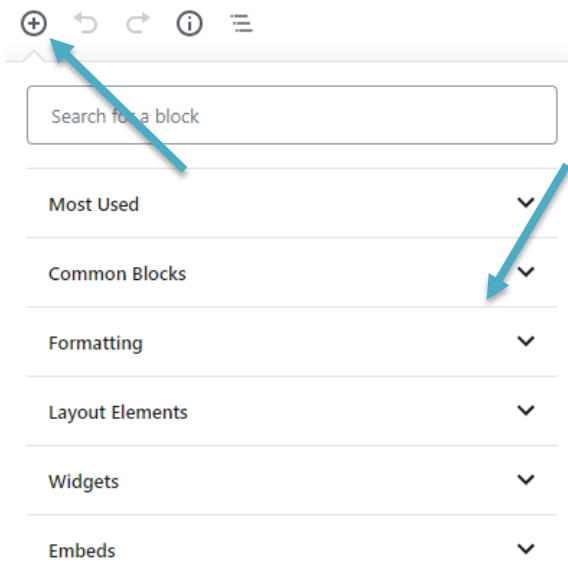 Search for a block
Most Used
Common Blocks
Formatting
Layout Elements
Widgets
Embeds